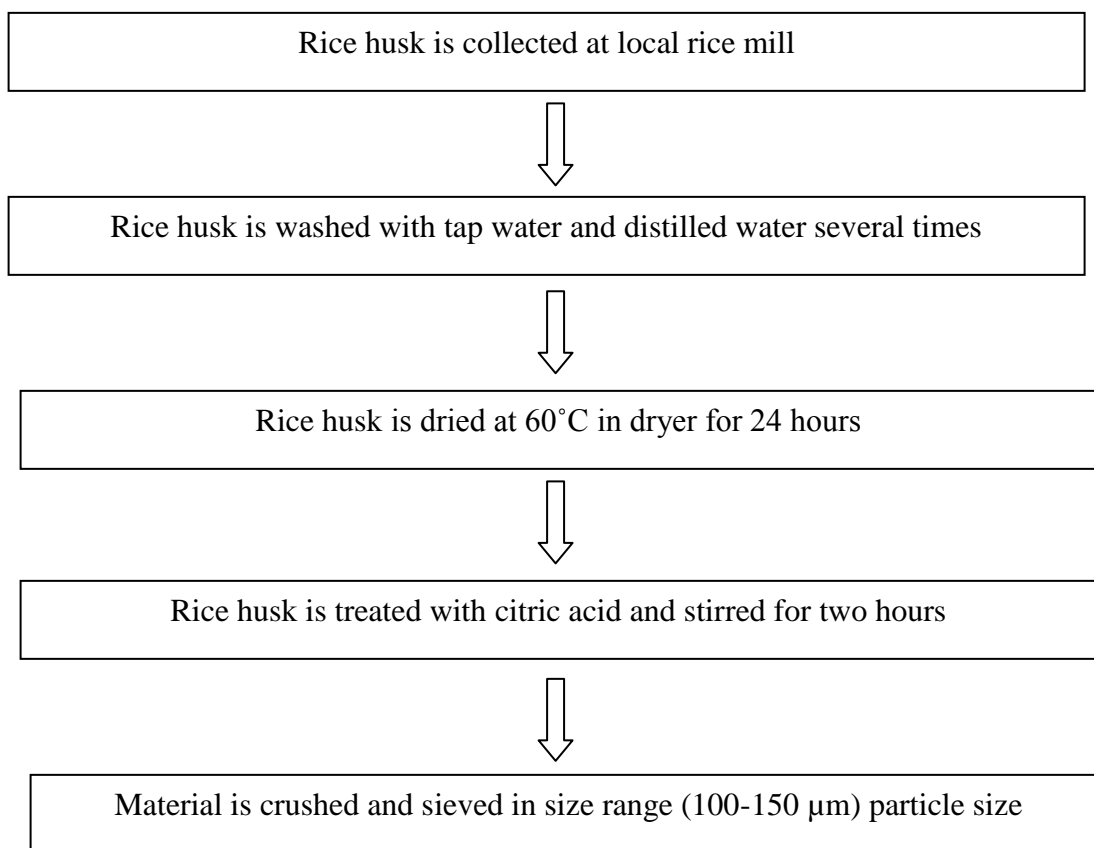 Rice husk is collected at local rice mill
Rice husk is washed with tap water and distilled water several times
Rice husk is dried at 60˚C in dryer for 24 hours
Rice husk is treated with citric acid and stirred for two hours
Material is crushed and sieved in size range (100-150 µm) particle size